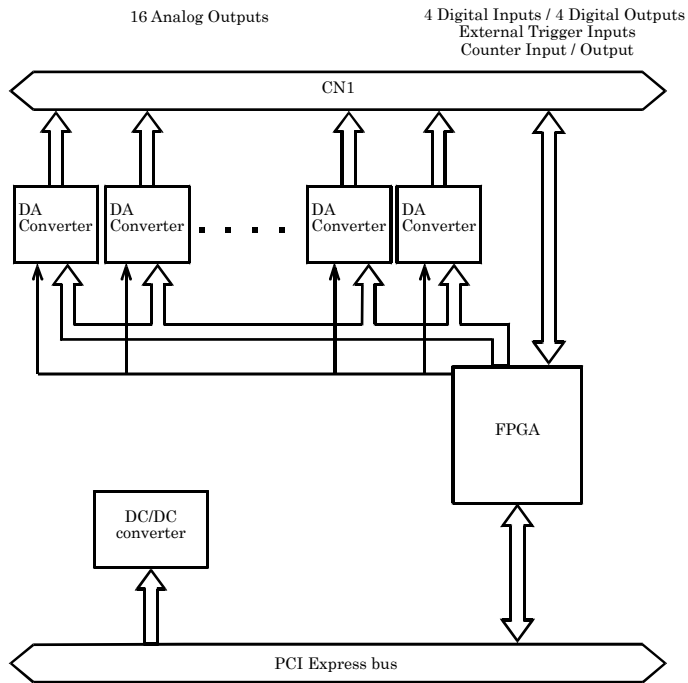 16 Analog Outputs
4 Digital Inputs / 4 Digital Outputs
External Trigger Inputs
Counter Input / Output
CN1
DA
Converter
DA
Converter
DA
Converter
DA
Converter
FPGA
DC/DC
converter
PCI Express bus